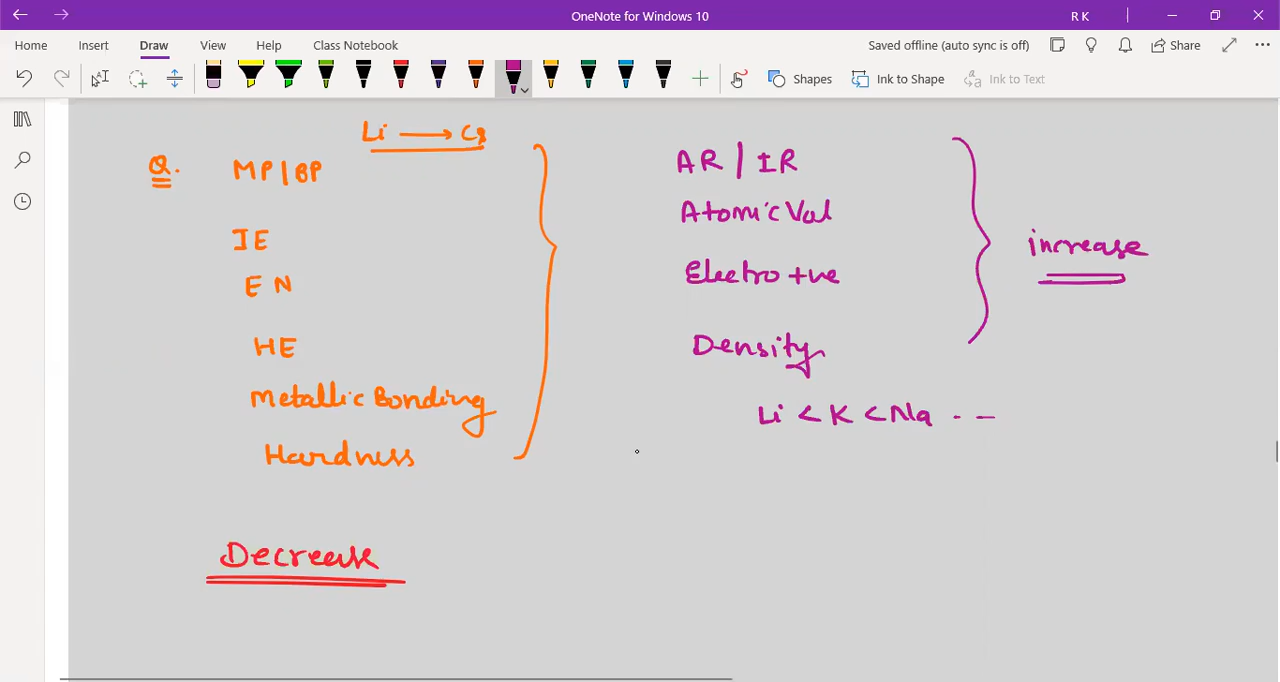 OneNote for Windows 10
R K
Home Insert Draw View Help Class Notebook
Saved offline (auto sync is off) Share
Shapes Ink to Shape Ink to Text
Li → Cs
Q. MP|BP
IE
EN
HE
Metallic Bonding
Hardness
Decrease
AR | IR
Atomic Vol
Electro +ve
Density
increase
Li < K < Na - -